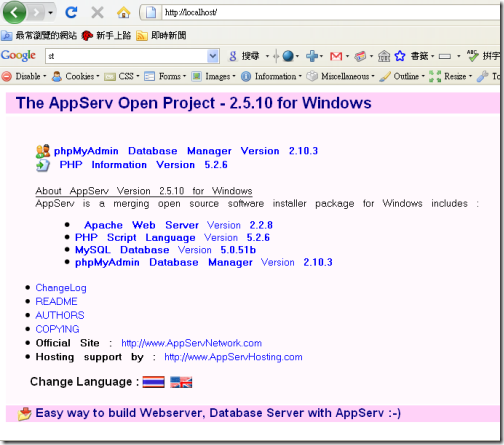 http://localhost/
最常瀏覽的網站 新手上路 即時新聞
Google st 搜尋 書籤 拼字
Disable Cookies CSS Forms Images Information Miscellaneous Outline Resize
The AppServ Open Project - 2.5.10 for Windows
phpMyAdmin Database Manager Version 2.10.3
PHP Information Version 5.2.6
About AppServ Version 2.5.10 for Windows
AppServ is a merging open source software installer package for Windows includes :
Apache Web Server Version 2.2.8
PHP Script Language Version 5.2.6
MySQL Database Version 5.0.51b
phpMyAdmin Database Manager Version 2.10.3
ChangeLog
README
AUTHORS
COPYING
Official Site : http://www.AppServNetwork.com
Hosting support by : http://www.AppServHosting.com
Change Language :
Easy way to build Webserver, Database Server with AppServ :-)